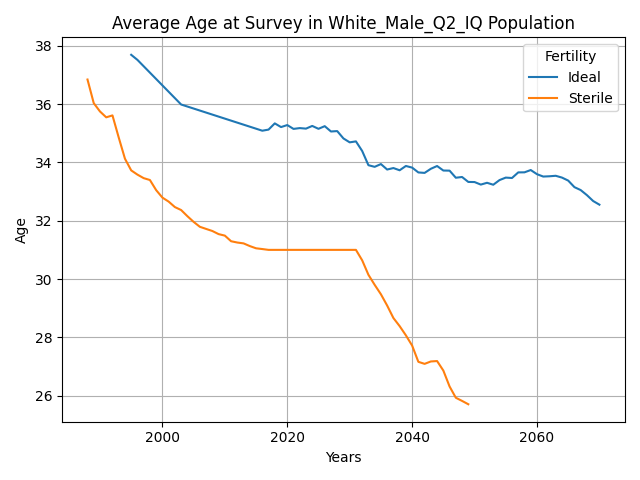 Average Age at Survey in White_Male_Q2_IQ Population
Fertility
Ideal
Sterile
Age
38
36
34
32
30
28
26
2000
2020
2040
2060
Years